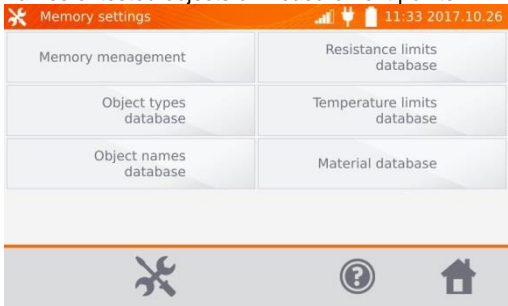 Memory settings 11:33 2017.10.26
Memory menagement
Resistance limits
database
Object types
database
Temperature limits
database
Object names
database
Material database